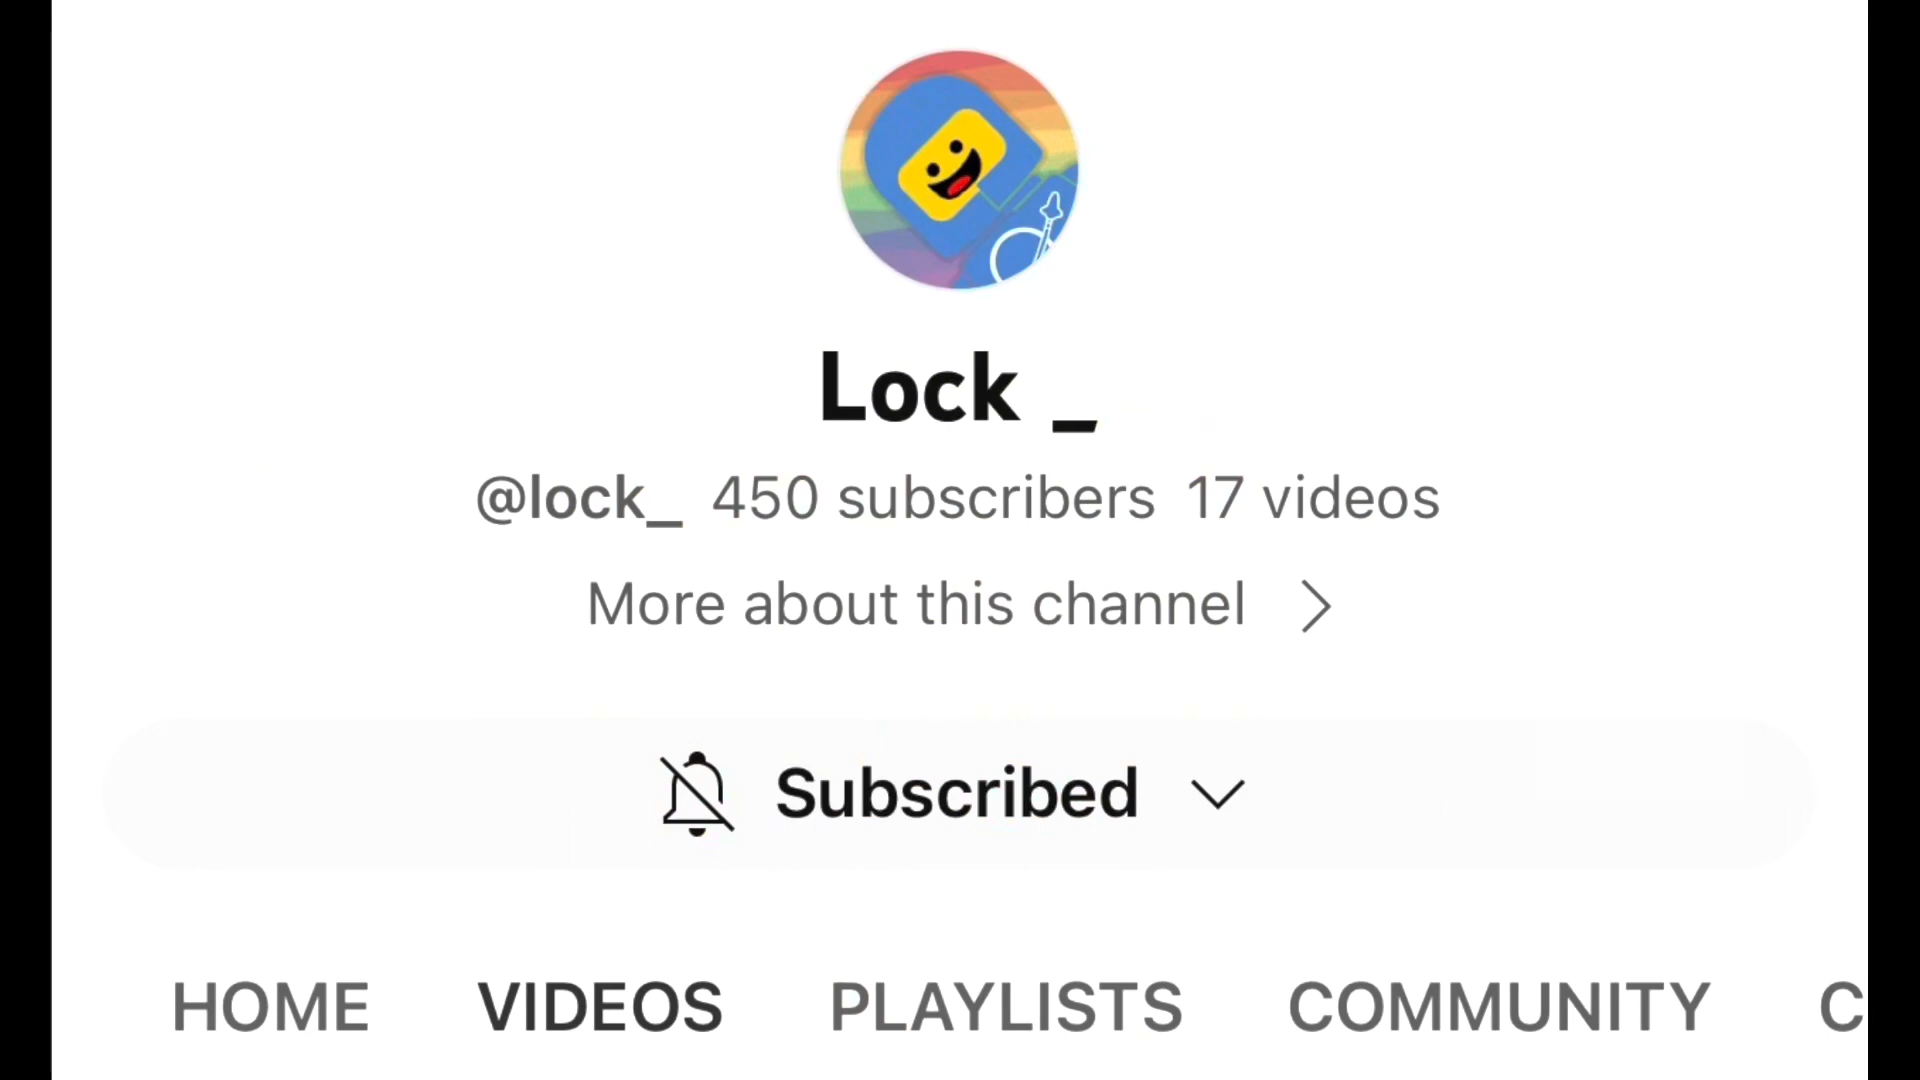 Lock _
@lock_ 450 subscribers 17 videos
More about this channel
Subscribed
HOME VIDEOS PLAYLISTS COMMUNITY C